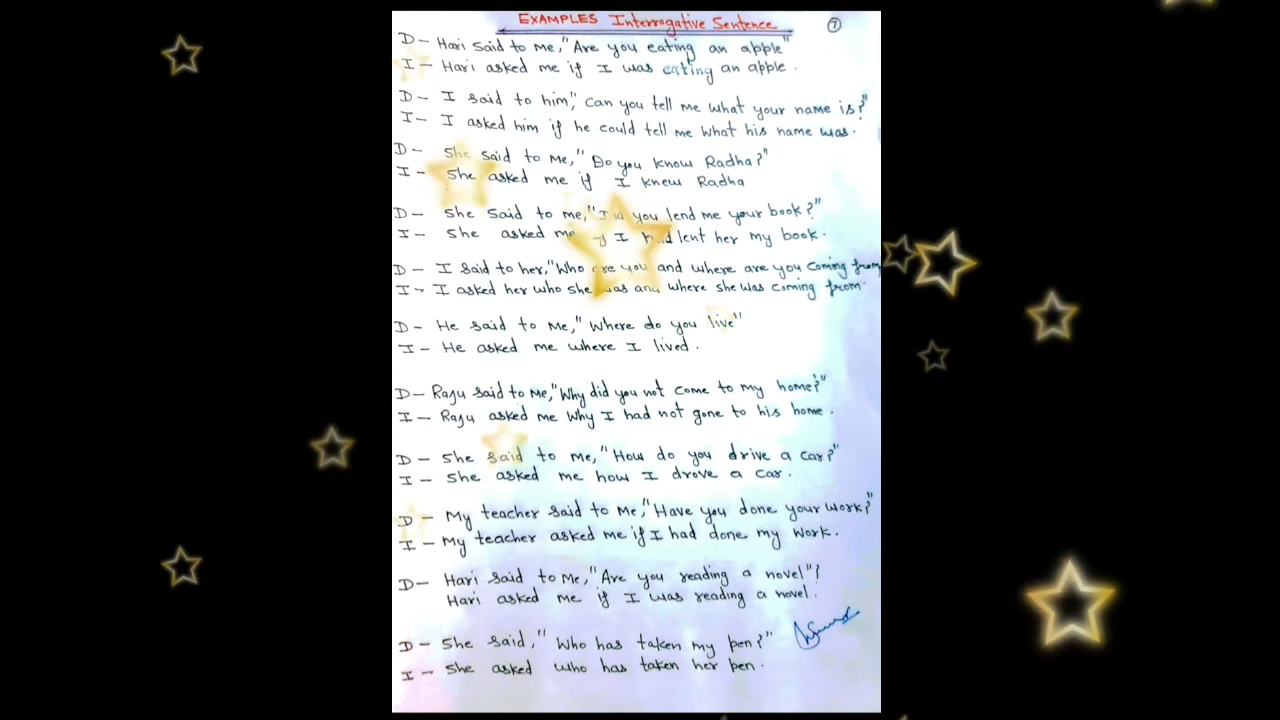 EXAMPLES Interrogative Sentence 7
D- Hari said to Me, "Are you eating an apple"
I- Hari asked me if I was eating an apple.
D- I said to him," Can you tell me what your name is?"
I- I asked him if he could tell me what his name was.
D- She said to Me," Do you know Radha?"
I- She asked me if I knew Radha
D- She said to me," you lend me your book?"
I- She asked me I had lent her my book.
D- I said to her,"Who are you and where are you coming from
I- I asked her who she was and where she was coming from.
D- He said to Me," Where do you live"
I- He asked me where I lived.
D- Raju said to Me,"Why did you not come to my home?"
I- Raju asked me Why I had not gone to his home.
D- She said to me, "How do you drive a car?"
I- She asked me how I drove a car.
D- My teacher said to Me,"Have you done your work?"
I- My teacher asked me if I had done my work.
D- Hari said to Me,"Are you reading a novel"?
Hari asked me if I was reading a novel.
D- She said," Who has taken my pen?"
I- She asked who has taken her pen.